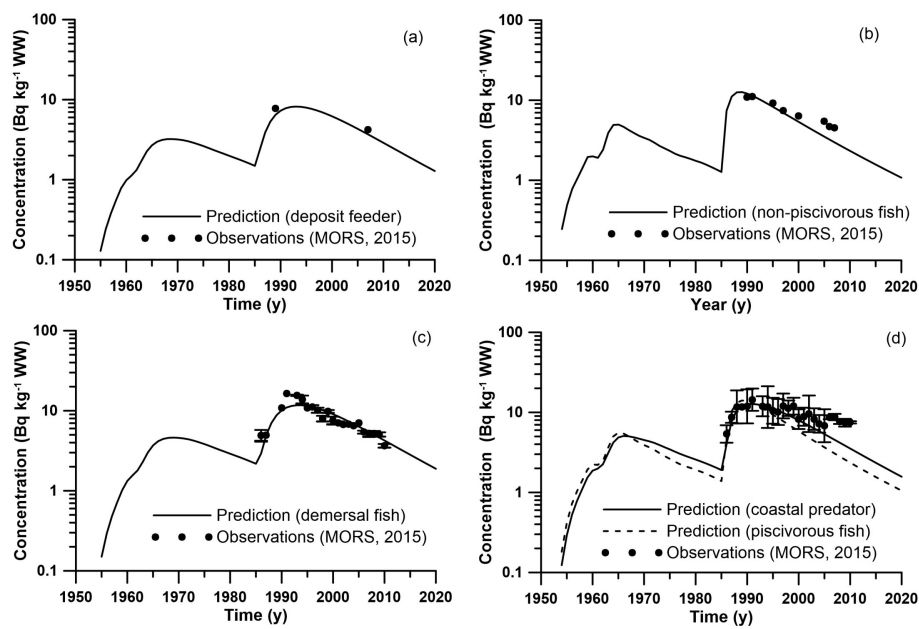 (a)
Concentration (Bq kg-1 WW)
100
10
1
0.1
Prediction (deposit feeder)
Observations (MORS, 2015)
1950 1960 1970 1980 1990 2000 2010 2020
Time (y)
(b)
Concentration (Bq kg-1 WW)
100
10
1
0.1
Prediction (non-piscivorous fish)
Observations (MORS, 2015)
1950 1960 1970 1980 1990 2000 2010 2020
Year (y)
(c)
Concentration (Bq kg-1 WW)
100
10
1
0.1
Prediction (demersal fish)
Observations (MORS, 2015)
1950 1960 1970 1980 1990 2000 2010 2020
Time (y)
(d)
Concentration (Bq kg-1 WW)
100
10
1
0.1
Prediction (coastal predator)
Prediction (piscivorous fish)
Observations (MORS, 2015)
1950 1960 1970 1980 1990 2000 2010 2020
Time (y)